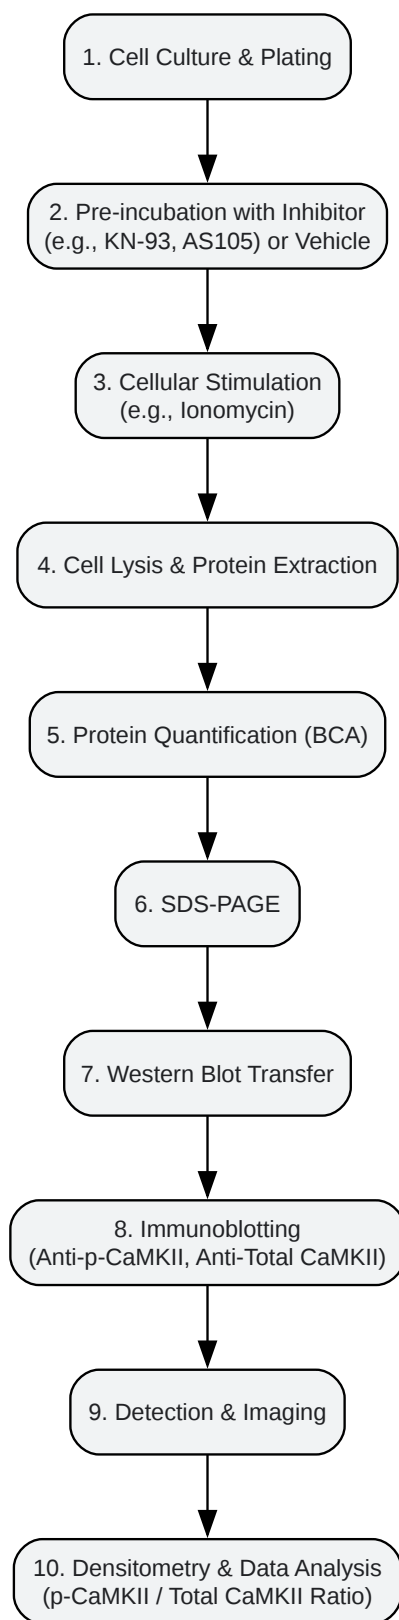 1. Cell Culture & Plating
2. Pre-incubation with Inhibitor
(e.g., KN-93, AS105) or Vehicle
3. Cellular Stimulation
(e.g., Ionomycin)
4. Cell Lysis & Protein Extraction
5. Protein Quantification (BCA)
6. SDS-PAGE
7. Western Blot Transfer
8. Immunoblotting
(Anti-p-CaMKII, Anti-Total CaMKII)
9. Detection & Imaging
10. Densitometry & Data Analysis
(p-CaMKII / Total CaMKII Ratio)